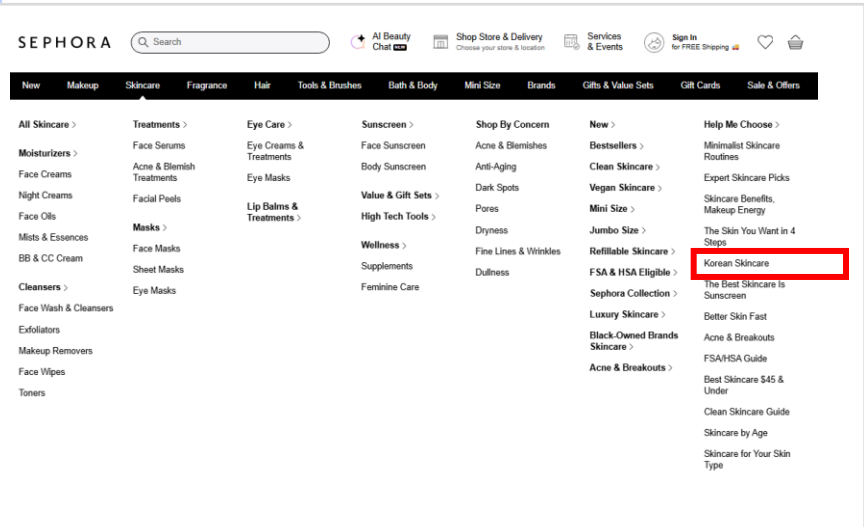 SEPHORA
Search
AI Beauty
Chat NEW
Shop Store & Delivery
Choose your store & location
Services
& Events
Sign In
for FREE Shipping 🚚
New Makeup Skincare Fragrance Hair Tools & Brushes Bath & Body Mini Size Brands Gifts & Value Sets Gift Cards Sale & Offers
All Skincare >
Moisturizers >
Face Creams
Night Creams
Face Oils
Mists & Essences
BB & CC Cream
Cleansers >
Face Wash & Cleansers
Exfoliators
Makeup Removers
Face Wipes
Toners
Treatments >
Face Serums
Acne & Blemish
Treatments
Facial Peels
Masks >
Face Masks
Sheet Masks
Eye Masks
Eye Care >
Eye Creams &
Treatments
Eye Masks
Lip Balms &
Treatments >
Sunscreen >
Face Sunscreen
Body Sunscreen
Value & Gift Sets >
High Tech Tools >
Wellness >
Supplements
Feminine Care
Shop By Concern
Acne & Blemishes
Anti-Aging
Dark Spots
Pores
Dryness
Fine Lines & Wrinkles
Dullness
New >
Bestsellers >
Clean Skincare >
Vegan Skincare >
Mini Size >
Jumbo Size >
Refillable Skincare >
FSA & HSA Eligible >
Sephora Collection >
Luxury Skincare >
Black-Owned Brands
Skincare >
Acne & Breakouts >
Help Me Choose >
Minimalist Skincare
Routines
Expert Skincare Picks
Skincare Benefits,
Makeup Energy
The Skin You Want in 4
Steps
Korean Skincare
The Best Skincare Is
Sunscreen
Better Skin Fast
Acne & Breakouts
FSA/HSA Guide
Best Skincare $45 &
Under
Clean Skincare Guide
Skincare by Age
Skincare for Your Skin
Type